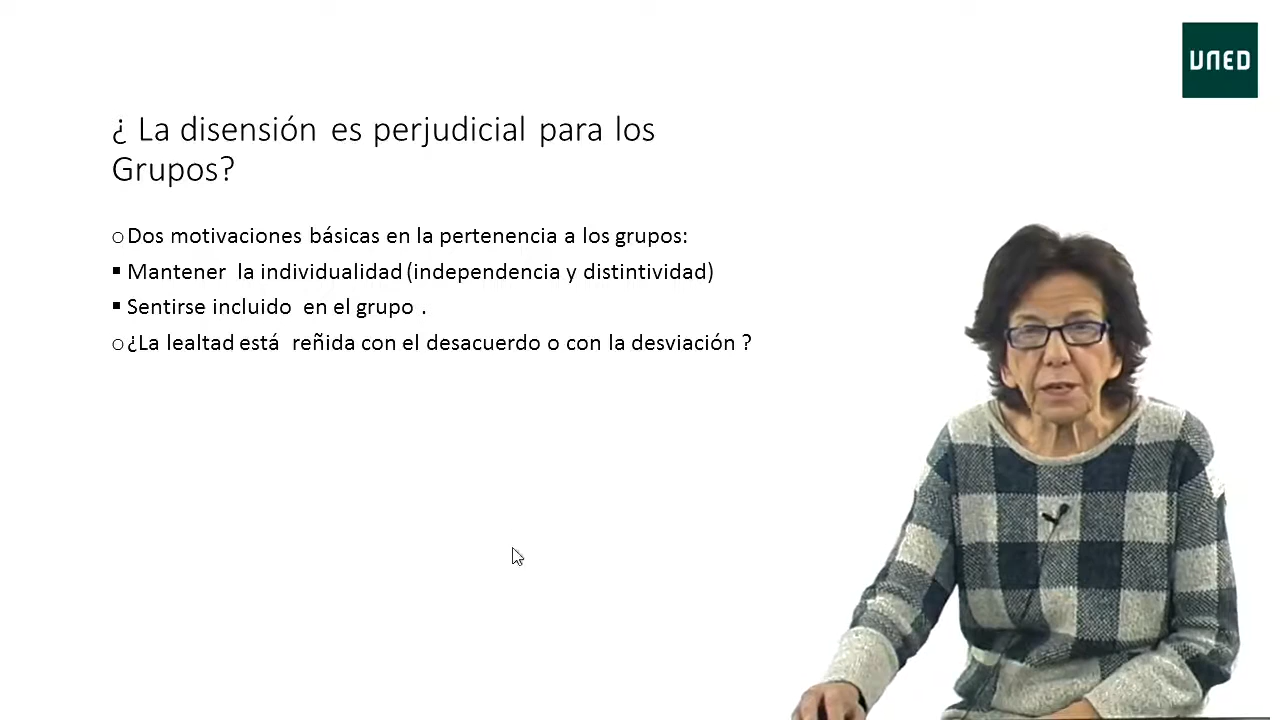 UNED
¿ La disensión es perjudicial para los
Grupos?
Dos motivaciones básicas en la pertenencia a los grupos:
Mantener la individualidad (independencia y distintividad)
Sentirse incluido en el grupo .
¿La lealtad está reñida con el desacuerdo o con la desviación ?